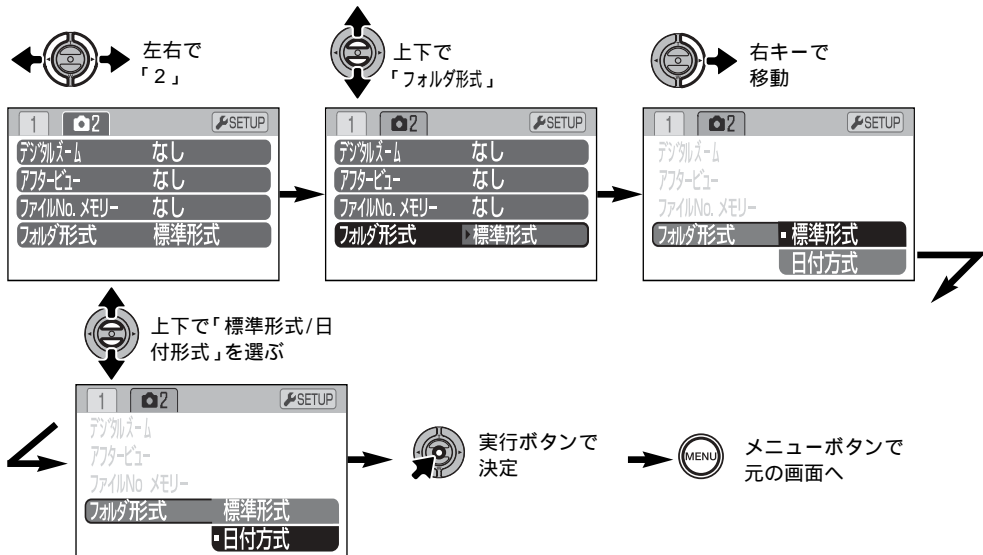 左右で
「2」
上下で
「フォルダ形式」
右キーで
移動
1 2 SETUP
デジタルズーム なし
アフタービュー なし
ファイルNo. メモリー なし
フォルダ形式 標準形式
1 2 SETUP
デジタルズーム なし
アフタービュー なし
ファイルNo. メモリー なし
フォルダ形式 標準形式
1 2 SETUP
デジタルズーム
アフタービュー
ファイルNo. メモリー
フォルダ形式 標準形式
日付方式
上下で「標準形式/日
付形式」を選ぶ
1 2 SETUP
デジタルズーム
アフタービュー
ファイルNo メモリー
フォルダ形式 標準形式
日付方式
実行ボタンで
決定
MENU
メニューボタンで
元の画面へ